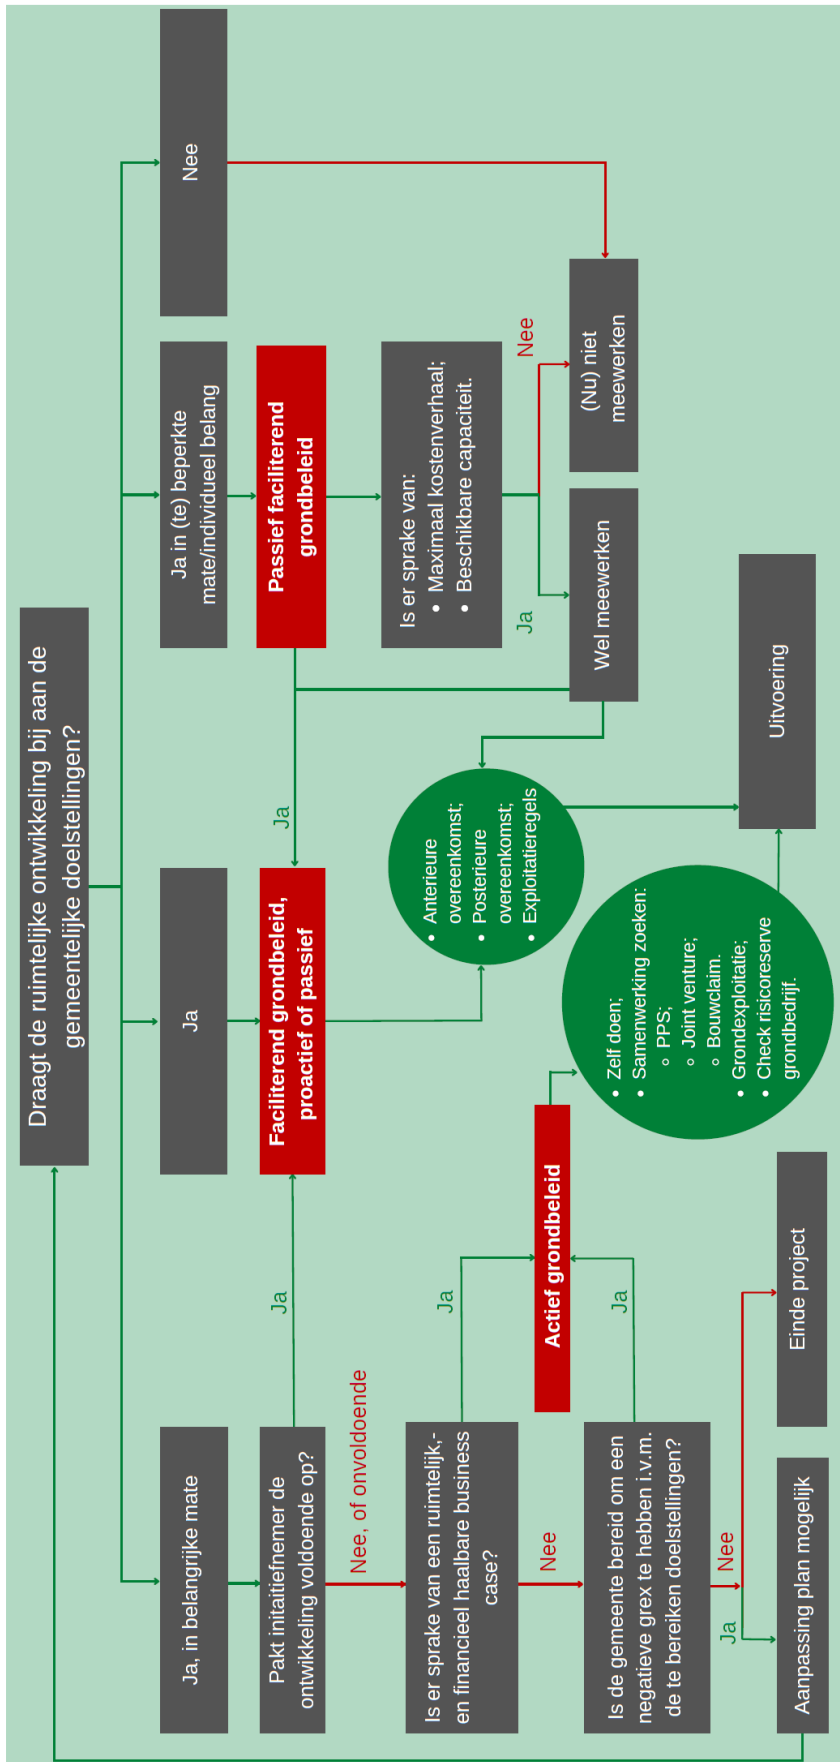 Draagt de ruimtelijke ontwikkeling bij aan de
gemeentelijke doelstellingen?
Ja, in belangrijke mate
Ja
Ja in (te) beperkte
mate/individueel belang
Nee
Pakt initaitiefnemer de
ontwikkeling voldoende op?
Ja
Faciliterend grondbeleid,
proactief of passief
Ja
Passief faciliterend
grondbeleid
Nee, of onvoldoende
Is er sprake van een ruimtelijk,-
en financieel haalbare business
case?
Ja
Nee
Is er sprake van:
• Maximaal kostenverhaal;
• Beschikbare capaciteit.
Ja
Nee
• Anterieure
overeenkomst;
• Posterieure
overeenkomst;
• Exploitatieregels
Wel meewerken
(Nu) niet
meewerken
Actief grondbeleid
Is de gemeente bereid om een
negatieve grex te hebben i.v.m.
de te bereiken doelstellingen?
Ja
• Zelf doen;
• Samenwerking zoeken:
◦ PPS;
◦ Joint venture;
◦ Bouwclaim.
• Grondexploitatie;
• Check risicoreserve
grondbedrijf.
Uitvoering
Ja
Nee
Aanpassing plan mogelijk
Einde project